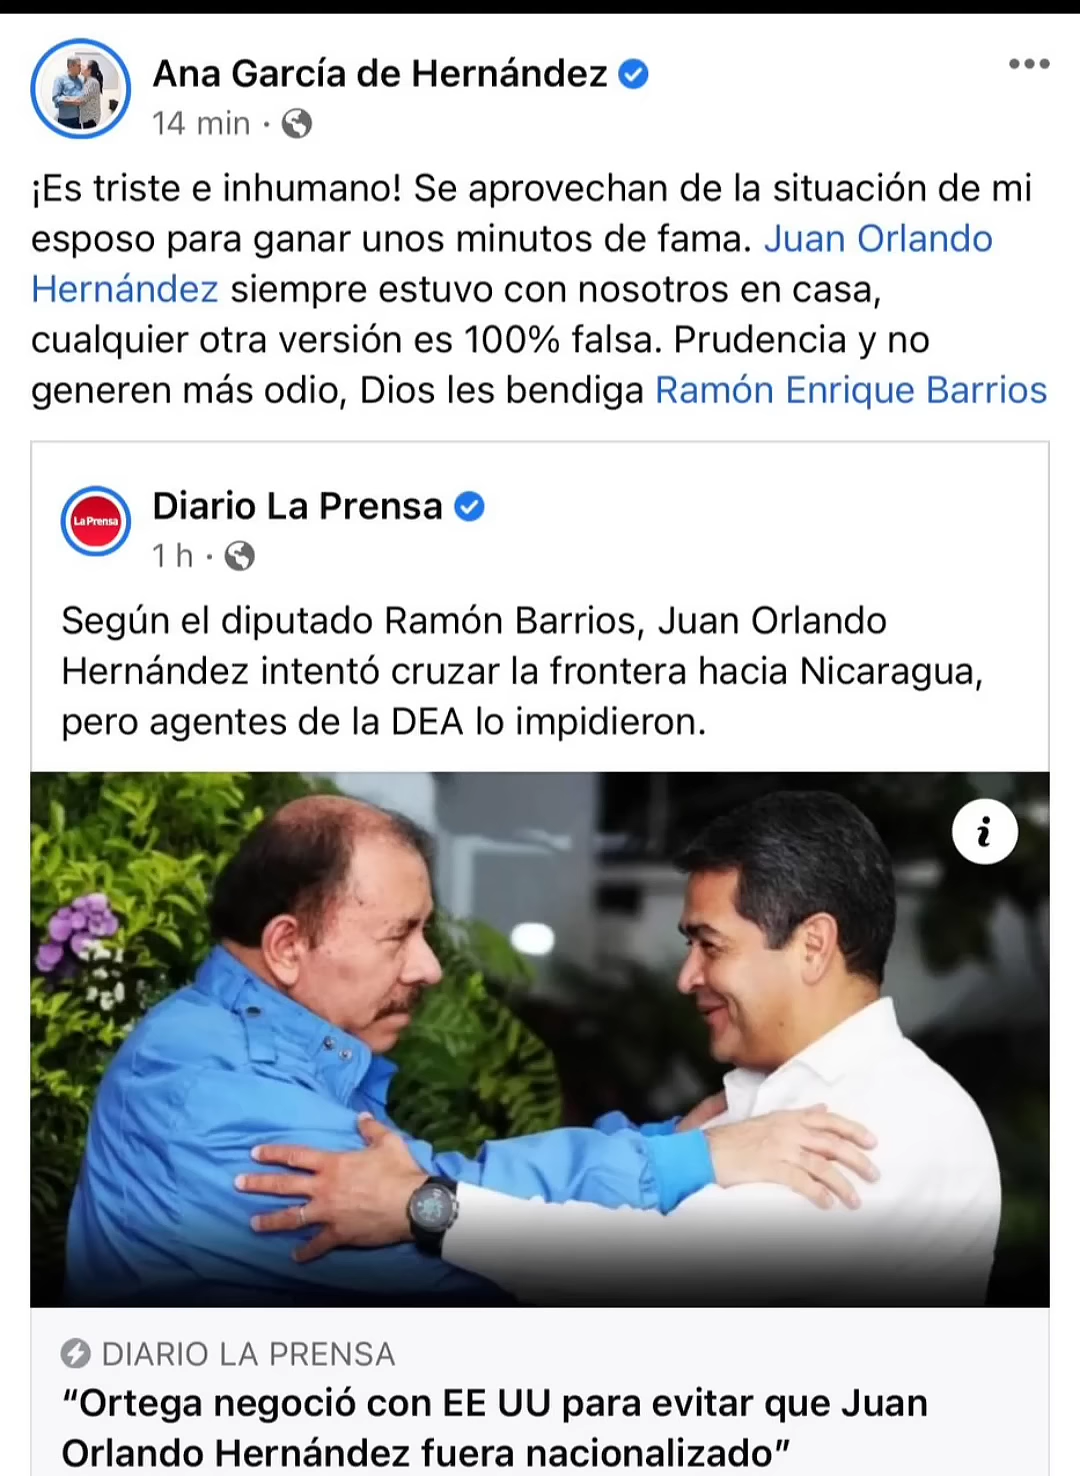 Ana García de Hernández
14 min ·
¡Es triste e inhumano! Se aprovechan de la situación de mi
esposo para ganar unos minutos de fama. Juan Orlando
Hernández siempre estuvo con nosotros en casa,
cualquier otra versión es 100% falsa. Prudencia y no
generen más odio, Dios les bendiga Ramón Enrique Barrios
La Prensa
Diario La Prensa
1 h ·
Según el diputado Ramón Barrios, Juan Orlando
Hernández intentó cruzar la frontera hacia Nicaragua,
pero agentes de la DEA lo impidieron.
i
DIARIO LA PRENSA
“Ortega negoció con EE UU para evitar que Juan
Orlando Hernández fuera nacionalizado”